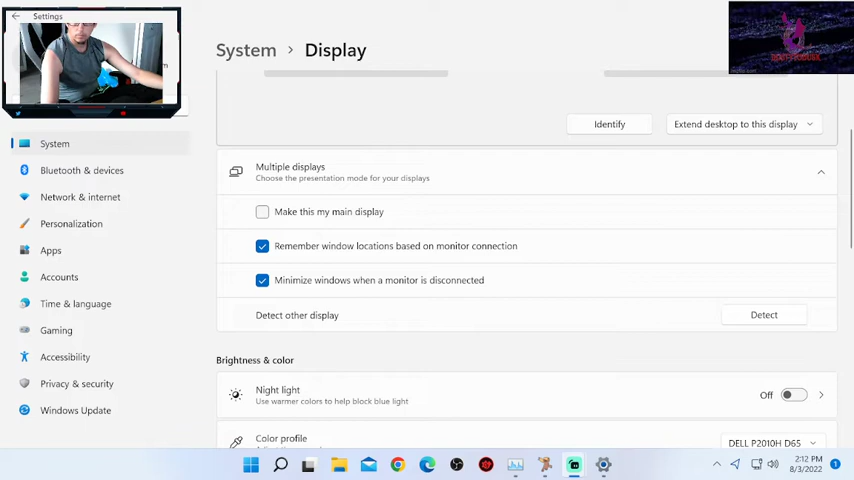 Settings
System > Display
Identify
Extend desktop to this display
System
Bluetooth & devices
Network & internet
Personalization
Apps
Accounts
Time & language
Gaming
Accessibility
Privacy & security
Windows Update
Multiple displays
Choose the presentation mode for your displays
Make this my main display
Remember window locations based on monitor connection
Minimize windows when a monitor is disconnected
Detect other display
Detect
Brightness & color
Night light
Use warmer colors to help block blue light
Off
Color profile
DELL P2010H D65
2:12 PM
8/3/2022
1